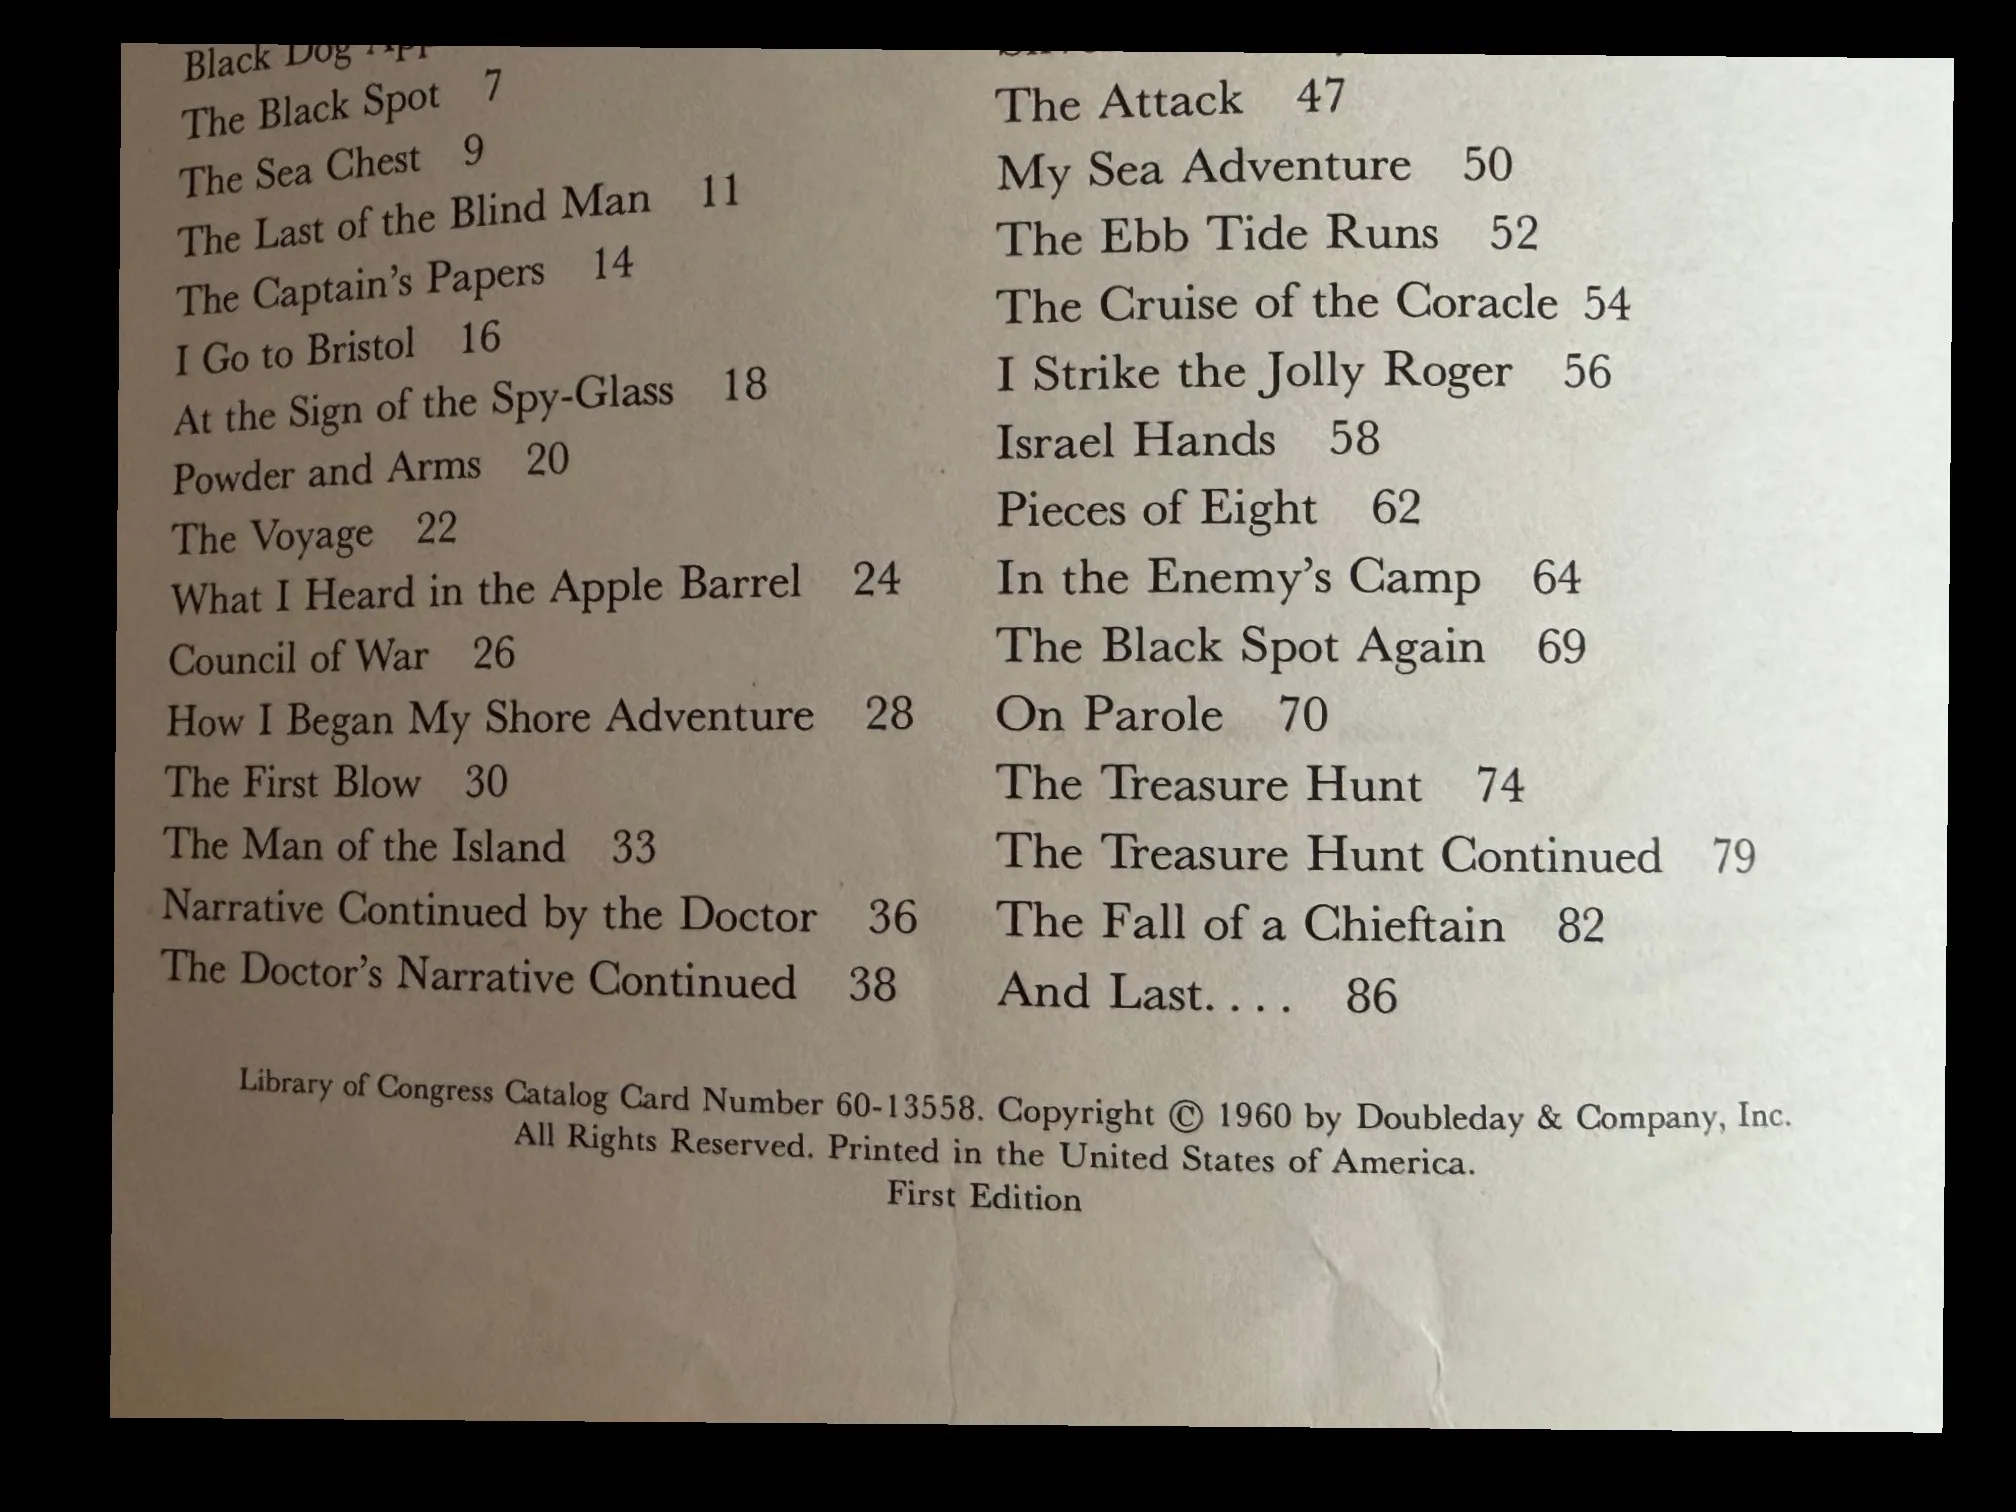 Black Dog
The Black Spot 7
The Sea Chest 9
The Last of the Blind Man 11
The Captain's Papers 14
I Go to Bristol 16
At the Sign of the Spy-Glass 18
Powder and Arms 20
The Voyage 22
What I Heard in the Apple Barrel 24
Council of War 26
How I Began My Shore Adventure 28
The First Blow 30
The Man of the Island 33
Narrative Continued by the Doctor 36
The Doctor's Narrative Continued 38
The Attack 47
My Sea Adventure 50
The Ebb Tide Runs 52
The Cruise of the Coracle 54
I Strike the Jolly Roger 56
Israel Hands 58
Pieces of Eight 62
In the Enemy's Camp 64
The Black Spot Again 69
On Parole 70
The Treasure Hunt 74
The Treasure Hunt Continued 79
The Fall of a Chieftain 82
And Last. . . . 86
Library of Congress Catalog Card Number 60-13558. Copyright © 1960 by Doubleday & Company, Inc.
All Rights Reserved. Printed in the United States of America.
First Edition